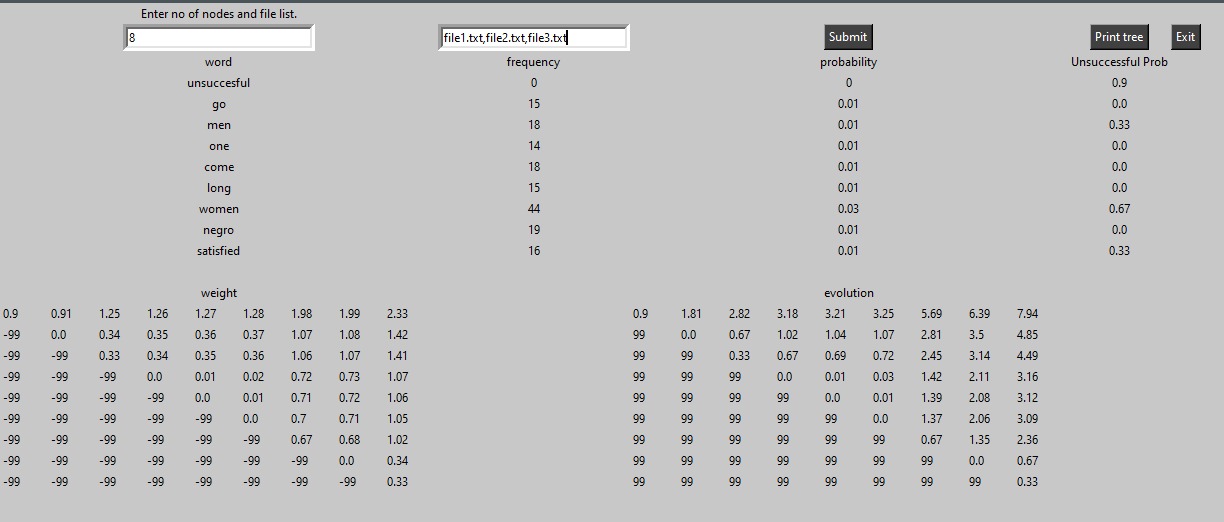 Enter no of nodes and file list.
8 file1.txt,file2.txt,file3.txt Submit Print tree Exit
word frequency probability Unsuccessful Prob
unsuccesful 0 0 0.9
go 15 0.01 0.0
men 18 0.01 0.33
one 14 0.01 0.0
come 18 0.01 0.0
long 15 0.01 0.0
women 44 0.03 0.67
negro 19 0.01 0.0
satisfied 16 0.01 0.33
weight evolution
0.9 0.91 1.25 1.26 1.27 1.28 1.98 1.99 2.33 0.9 1.81 2.82 3.18 3.21 3.25 5.69 6.39 7.94
-99 0.0 0.34 0.35 0.36 0.37 1.07 1.08 1.42 99 0.0 0.67 1.02 1.04 1.07 2.81 3.5 4.85
-99 -99 0.33 0.34 0.35 0.36 1.06 1.07 1.41 99 99 0.33 0.67 0.69 0.72 2.45 3.14 4.49
-99 -99 -99 0.0 0.01 0.02 0.72 0.73 1.07 99 99 99 0.0 0.01 0.03 1.42 2.11 3.16
-99 -99 -99 -99 0.0 0.01 0.71 0.72 1.06 99 99 99 99 0.0 0.01 1.39 2.08 3.12
-99 -99 -99 -99 -99 0.0 0.7 0.71 1.05 99 99 99 99 99 0.0 1.37 2.06 3.09
-99 -99 -99 -99 -99 -99 0.67 0.68 1.02 99 99 99 99 99 99 0.67 1.35 2.36
-99 -99 -99 -99 -99 -99 -99 0.0 0.34 99 99 99 99 99 99 99 0.0 0.67
-99 -99 -99 -99 -99 -99 -99 -99 0.33 99 99 99 99 99 99 99 99 0.33